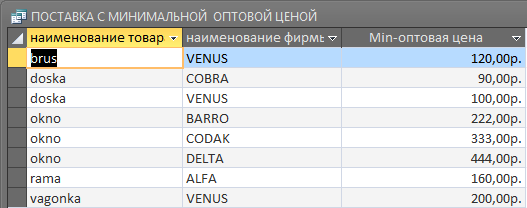 ПОСТАВКА С МИНИМАЛЬНОЙ ОПТОВОЙ ЦЕНОЙ
наименование товар наименование фирмы Min-оптовая цена
brus VENUS 120,00р.
doska COBRA 90,00р.
doska VENUS 100,00р.
okno BARRO 222,00р.
okno CODAK 333,00р.
okno DELTA 444,00р.
rama ALFA 160,00р.
vagonka VENUS 200,00р.